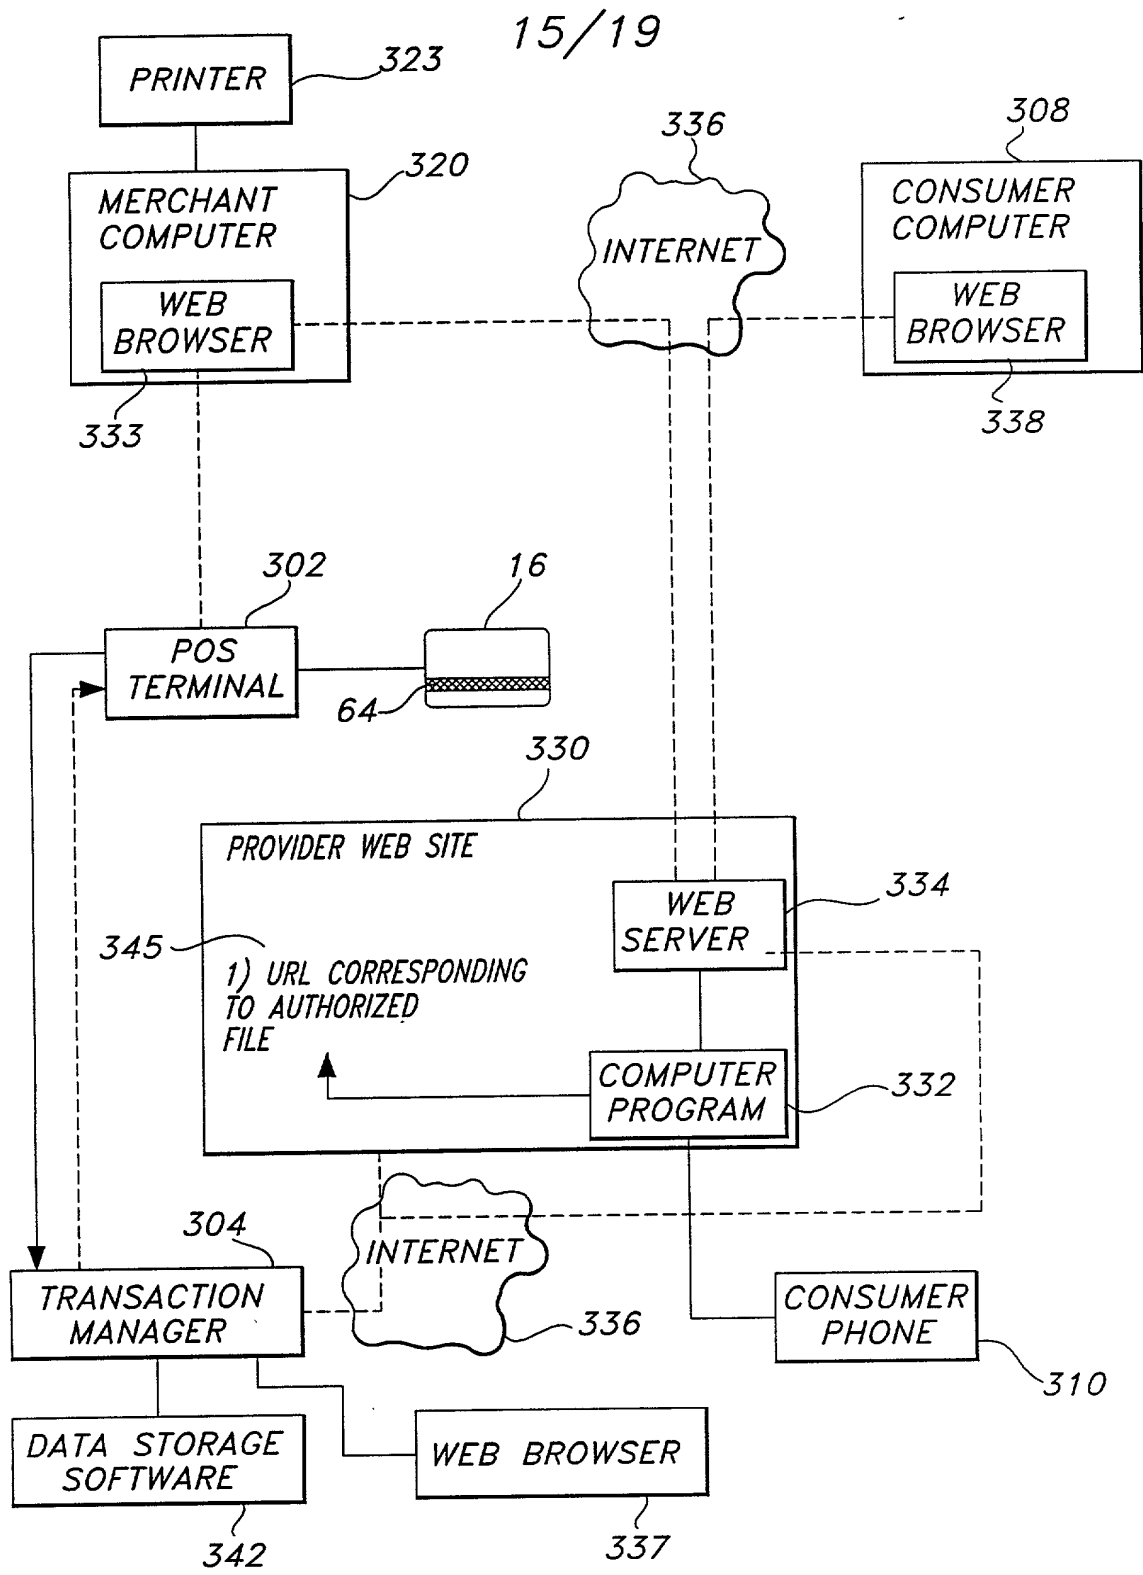 15/19
PRINTER
323
MERCHANT
COMPUTER
320
WEB
BROWSER
333
336
INTERNET
308
CONSUMER
COMPUTER
WEB
BROWSER
338
302
POS
TERMINAL
16
64
330
PROVIDER WEB SITE
WEB
SERVER
334
345
1) URL CORRESPONDING
TO AUTHORIZED
FILE
COMPUTER
PROGRAM
332
304
TRANSACTION
MANAGER
INTERNET
336
CONSUMER
PHONE
310
DATA STORAGE
SOFTWARE
342
WEB BROWSER
337